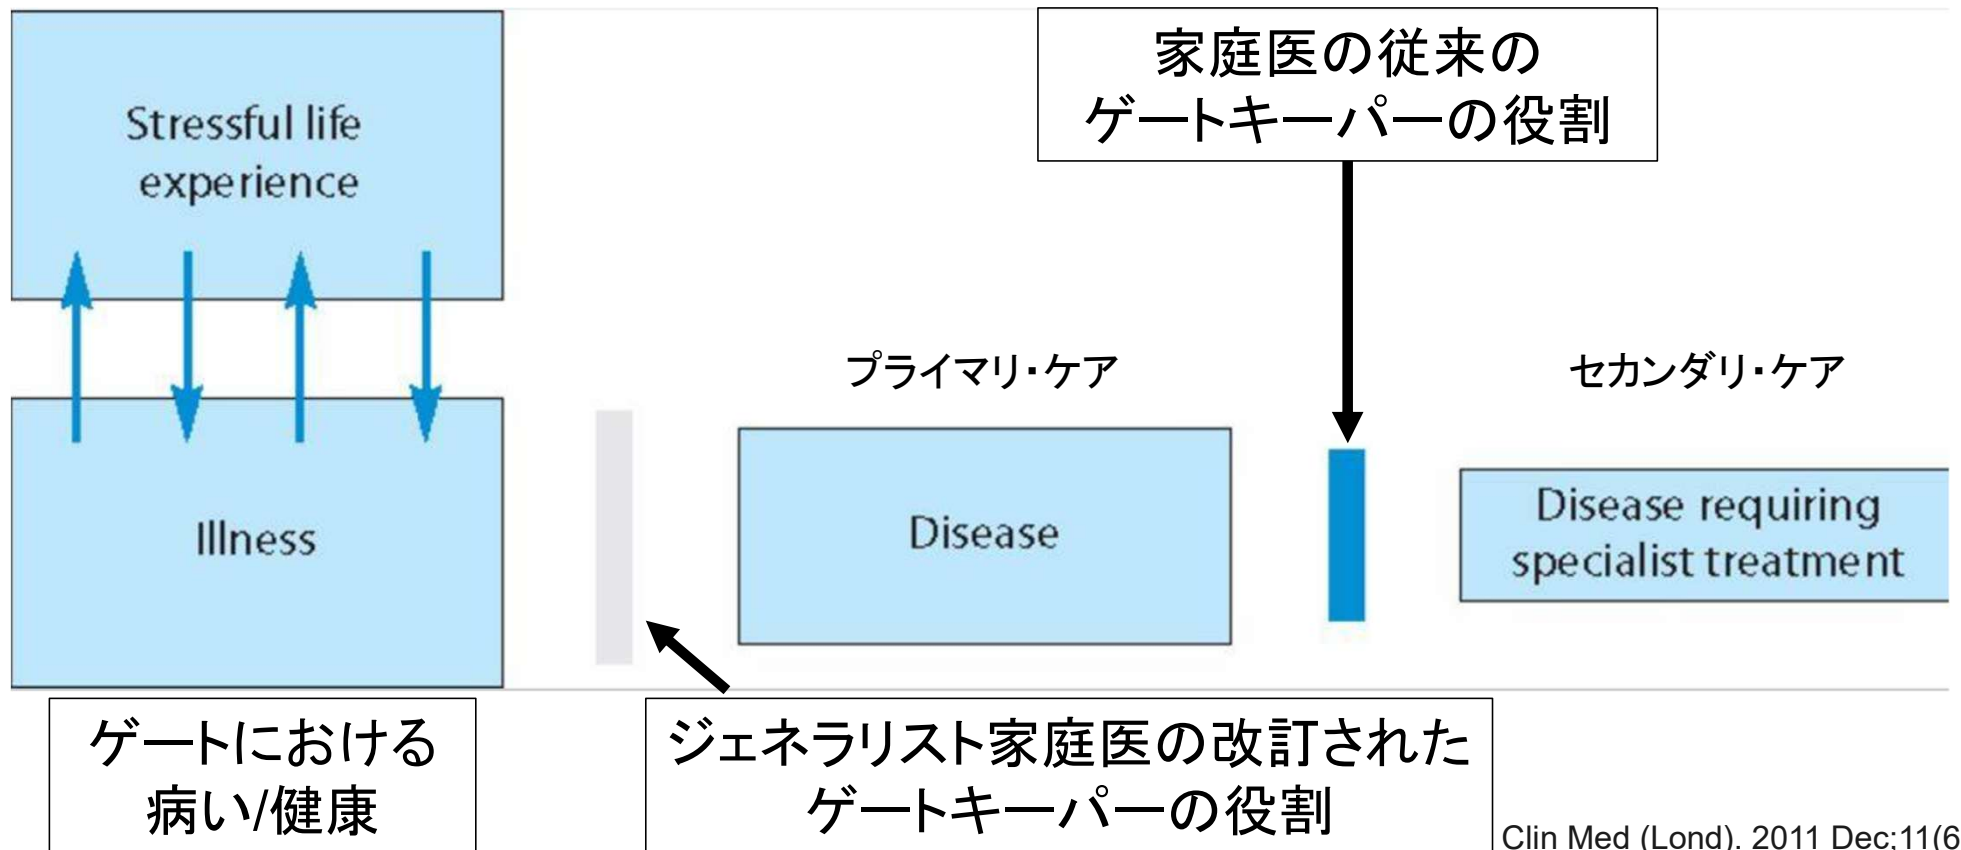 Stressful life
experience
家庭医の従来の
ゲートキーパーの役割
プライマリ・ケア
セカンダリ・ケア
Illness
Disease
Disease requiring
specialist treatment
ゲートにおける
病い/健康
ジェネラリスト家庭医の改訂された
ゲートキーパーの役割
Clin Med (Lond). 2011 Dec;11(6